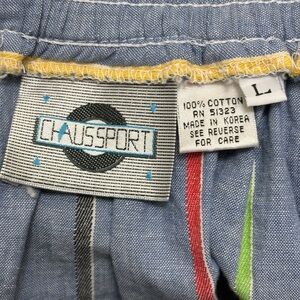 CHAUSSPORT
100% COTTON
RN 51323
MADE IN KOREA
SEE REVERSE
FOR CARE
L